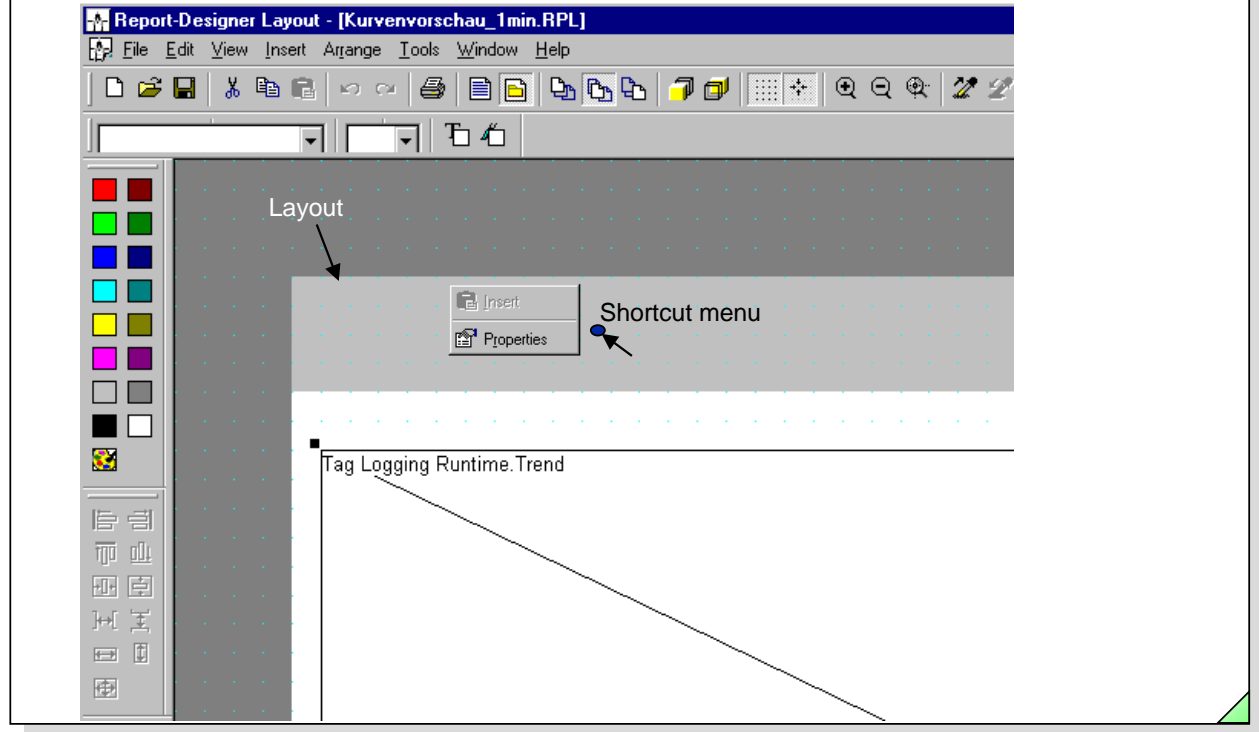 Report-Designer Layout - [Kurvenvorschau_1min.RPL]
File Edit View Insert Arrange Tools Window Help
Layout
Insert
Shortcut menu
Properties
Tag Logging Runtime.Trend